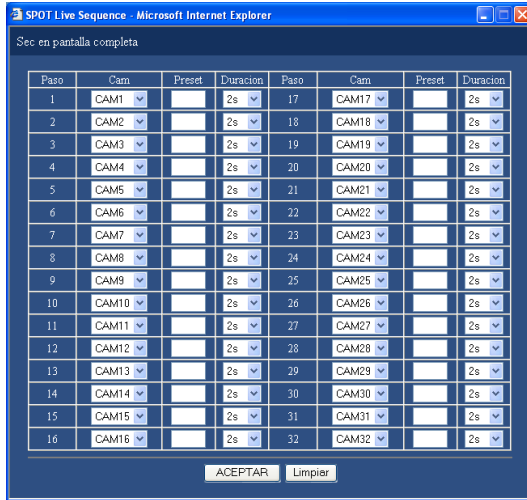 SPOT Live Sequence - Microsoft Internet Explorer
Sec en pantalla completa
Paso Cam Preset Duracion Paso Cam Preset Duracion
1 CAM1 2s 17 CAM17 2s
2 CAM2 2s 18 CAM18 2s
3 CAM3 2s 19 CAM19 2s
4 CAM4 2s 20 CAM20 2s
5 CAM5 2s 21 CAM21 2s
6 CAM6 2s 22 CAM22 2s
7 CAM7 2s 23 CAM23 2s
8 CAM8 2s 24 CAM24 2s
9 CAM9 2s 25 CAM25 2s
10 CAM10 2s 26 CAM26 2s
11 CAM11 2s 27 CAM27 2s
12 CAM12 2s 28 CAM28 2s
13 CAM13 2s 29 CAM29 2s
14 CAM14 2s 30 CAM30 2s
15 CAM15 2s 31 CAM31 2s
16 CAM16 2s 32 CAM32 2s
ACEPTAR Limpiar